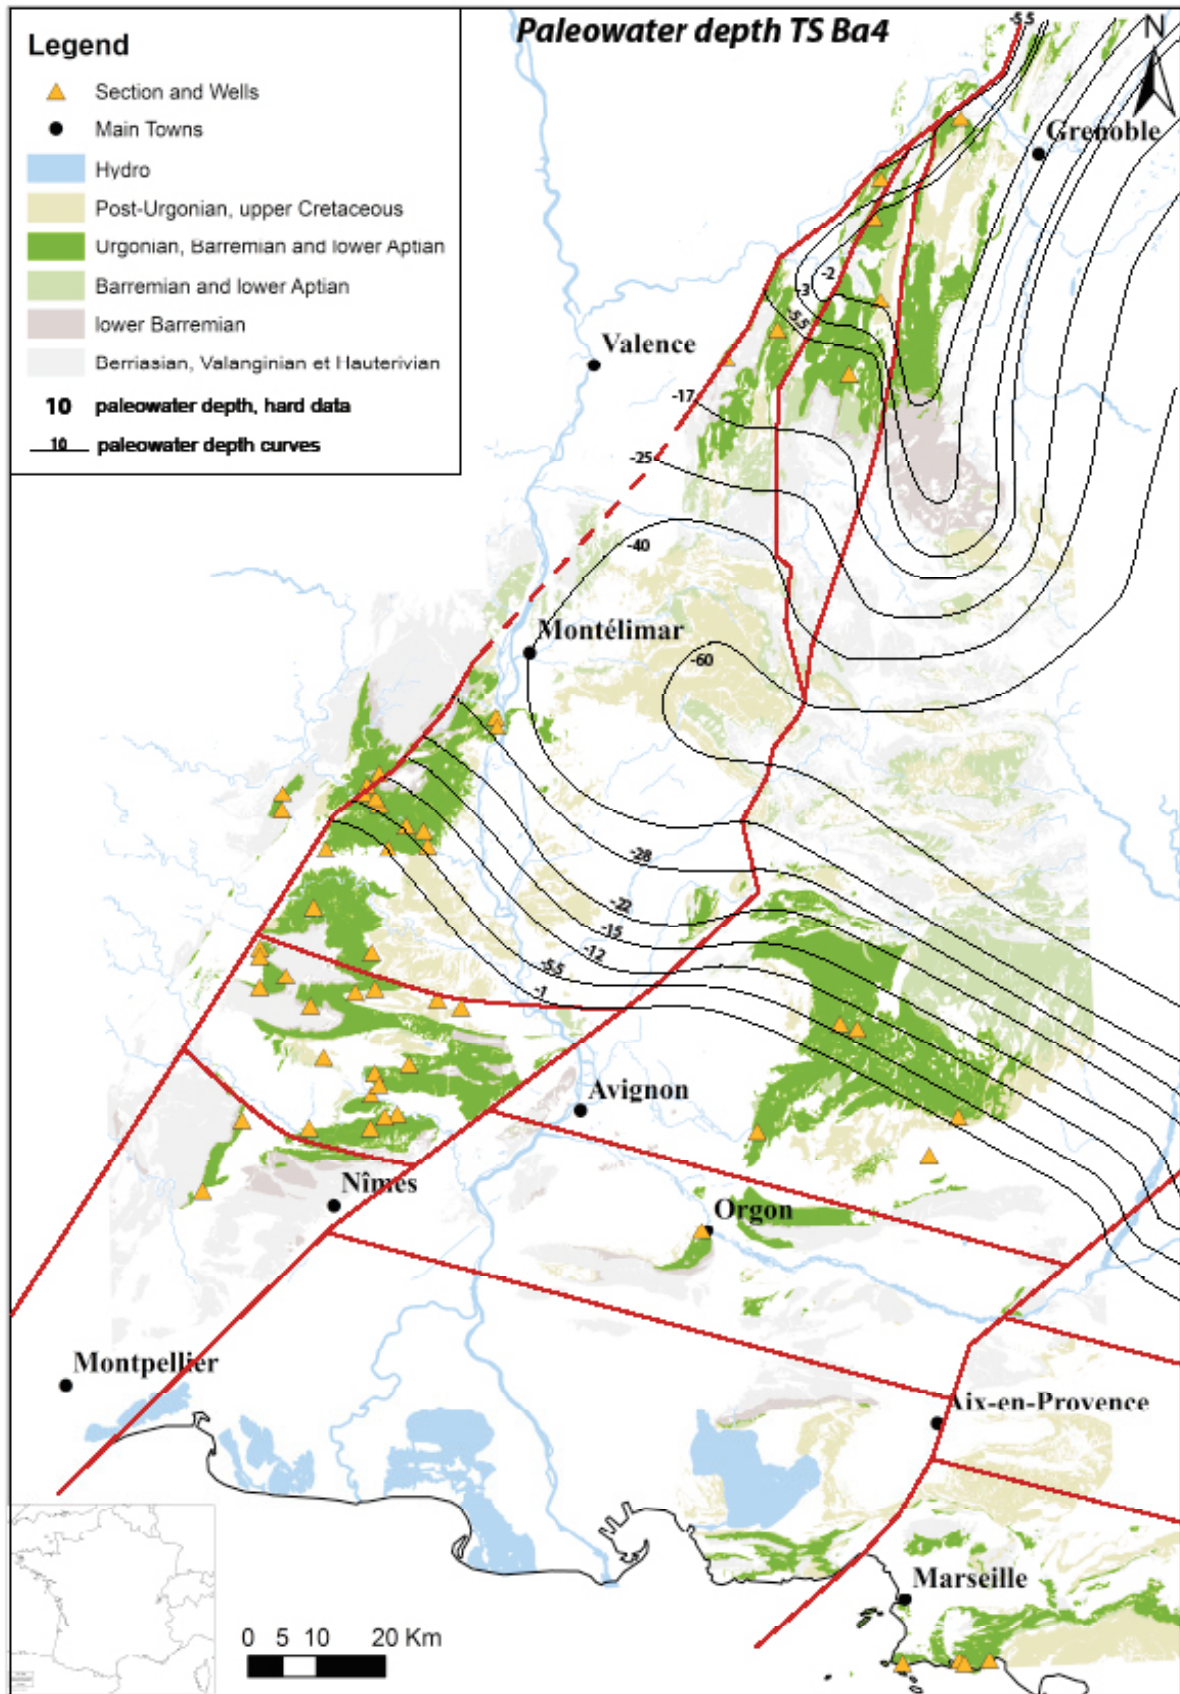 Paleowater depth TS Ba4
Legend
Section and Wells
Main Towns
Hydro
Post-Urgonian, upper Cretaceous
Urgonian, Barremian and lower Aptian
Barremian and lower Aptian
lower Barremian
Berriasian, Valanginian et Hauterivian
10 paleowater depth, hard data
10 paleowater depth curves
-5.5
N
Grenoble
-2
-3
-5.5
Valence
-17
-25
-40
Montélimar
-60
-28
-22
-15
-12
-5.5
-1
Avignon
Nîmes
Orgon
Montpellier
Aix-en-Provence
Marseille
0 5 10 20 Km